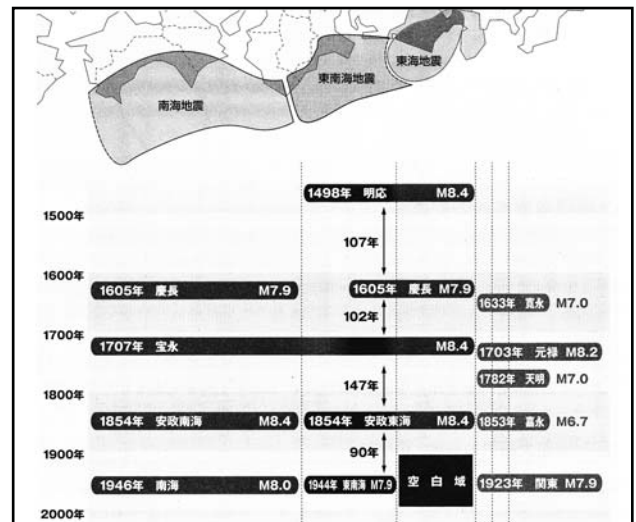 南海地震
東南海地震
東海地震
1498年 明応 M8.4
1500年
107年
1600年
1605年 慶長 M7.9
1605年 慶長 M7.9
1633年 寛永 M7.0
102年
1700年
1707年 宝永 M8.4
1703年 元禄 M8.2
1782年 天明 M7.0
147年
1800年
1854年 安政南海 M8.4
1854年 安政東海 M8.4
1853年 嘉永 M6.7
1900年
90年
空白域
1946年 南海 M8.0
1944年 東南海 M7.9
1923年 関東 M7.9
2000年